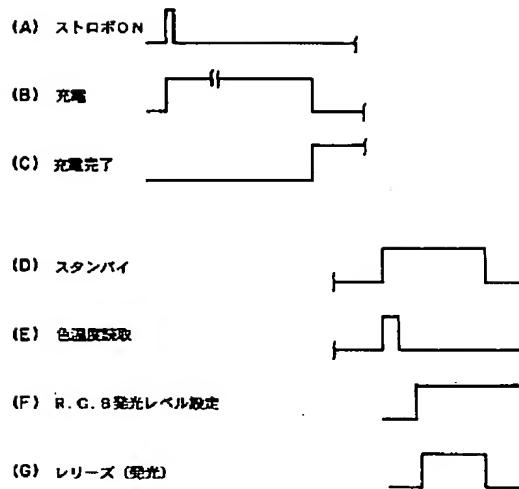 (A) ストロボON
(B) 充電
(C) 充電完了
(D) スタンバイ
(E) 色温度読取
(F) R.G.B発光レベル設定
(G) レリーズ (発光)